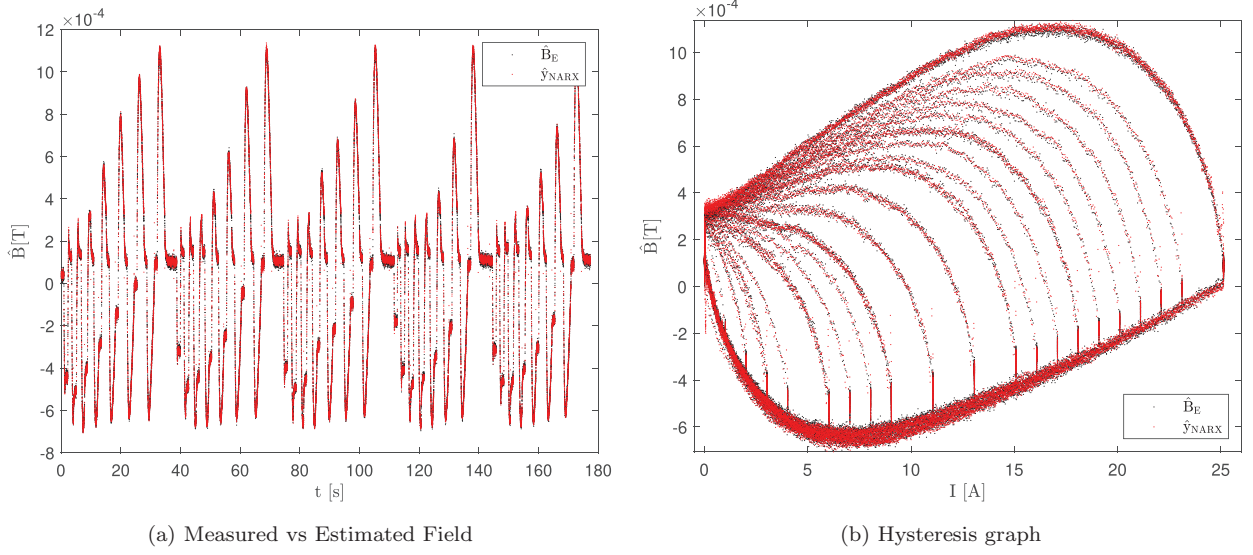 ×10⁻⁴
12
10
8
6
4
2
0
-2
-4
-6
-8
B̂[T]
0 20 40 60 80 100 120 140 160 180
t [s]
B̂_E
ŷ_NARX
(a) Measured vs Estimated Field
×10⁻⁴
10
8
6
4
2
0
-2
-4
-6
B̂[T]
0 5 10 15 20 25
I [A]
B̂_E
ŷ_NARX
(b) Hysteresis graph